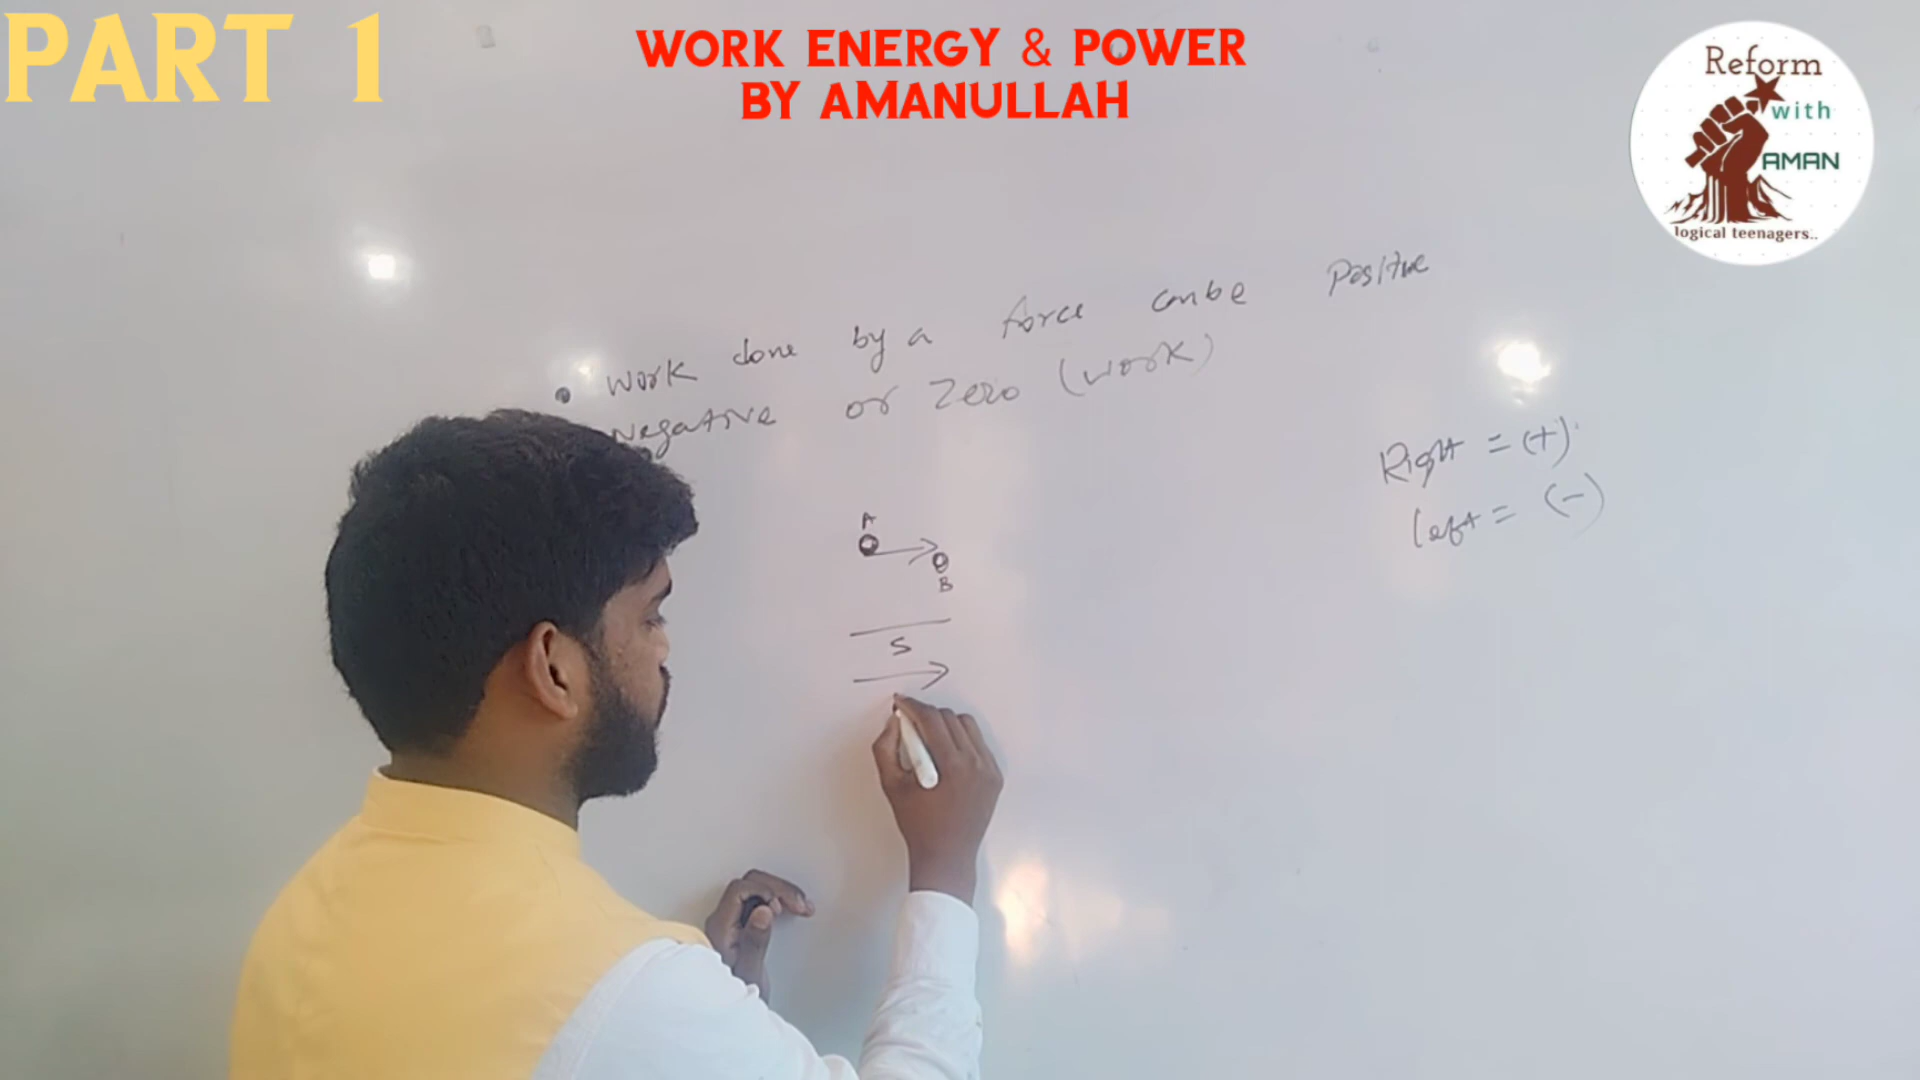 PART 1
WORK ENERGY & POWER
BY AMANULLAH
Reform
with
AMAN
logical teenagers..
• work done by a force can be Positive
Negative or Zero (work)
Right = (+)
left = (-)
A
B
S